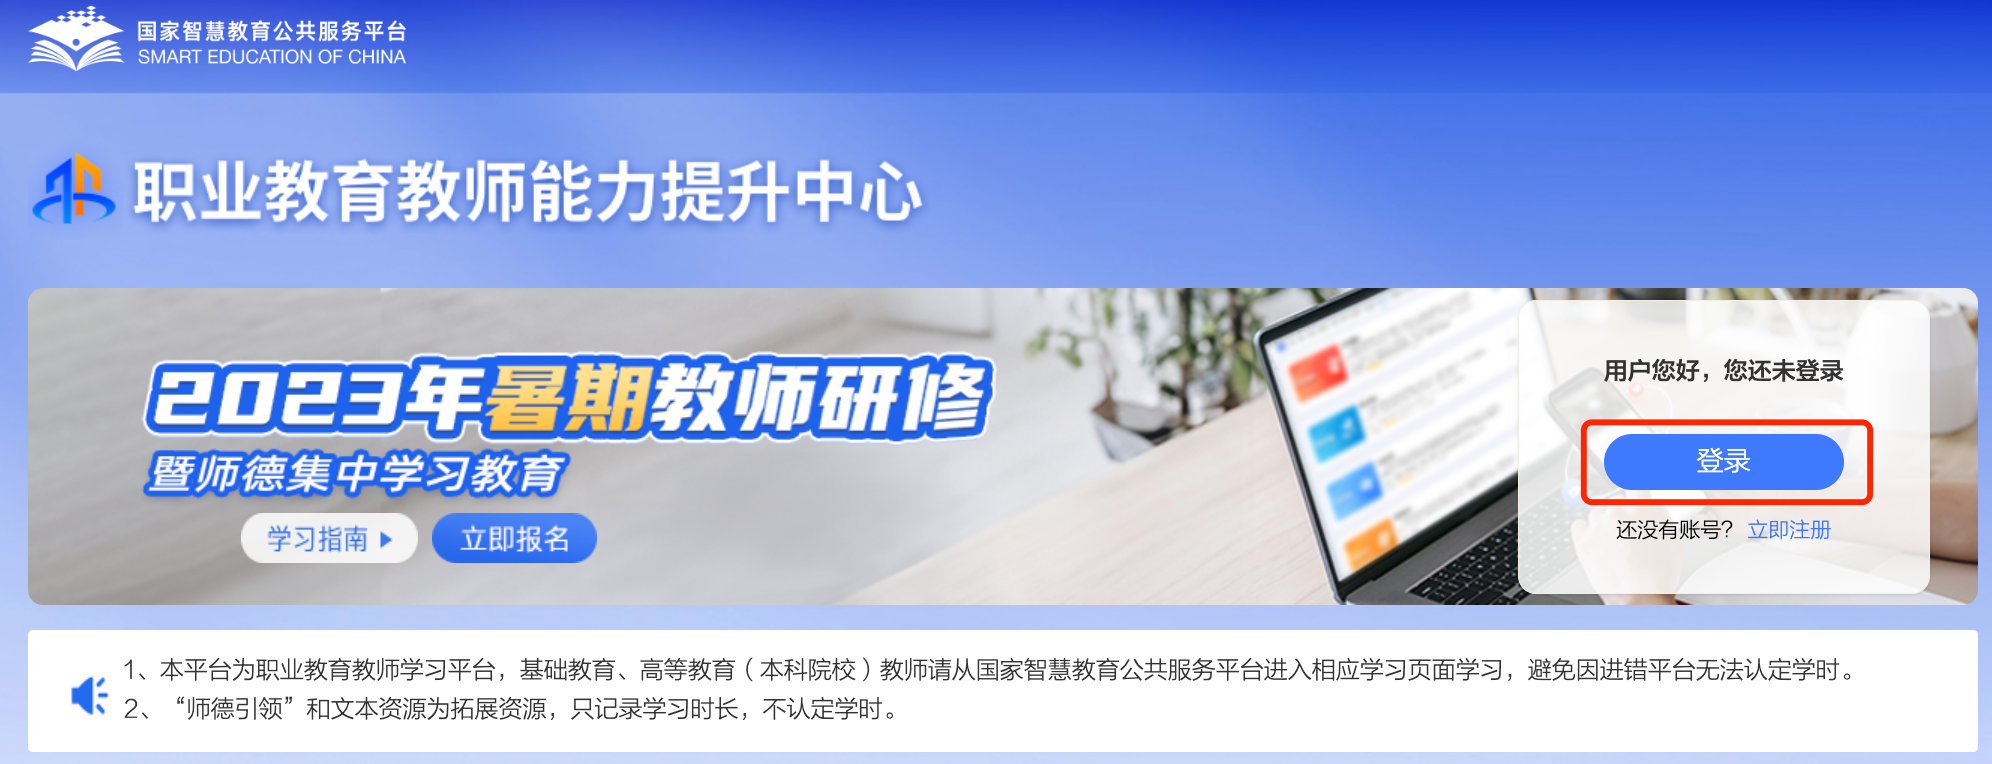 国家智慧教育公共服务平台
SMART EDUCATION OF CHINA
职业教育教师能力提升中心
2023年暑期教师研修
暨师德集中学习教育
学习指南
立即报名
用户您好，您还未登录
登录
还没有账号？ 立即注册
1、本平台为职业教育教师学习平台，基础教育、高等教育（本科院校）教师请从国家智慧教育公共服务平台进入相应学习页面学习，避免因进错平台无法认定学时。
2、“师德引领”和文本资源为拓展资源，只记录学习时长，不认定学时。